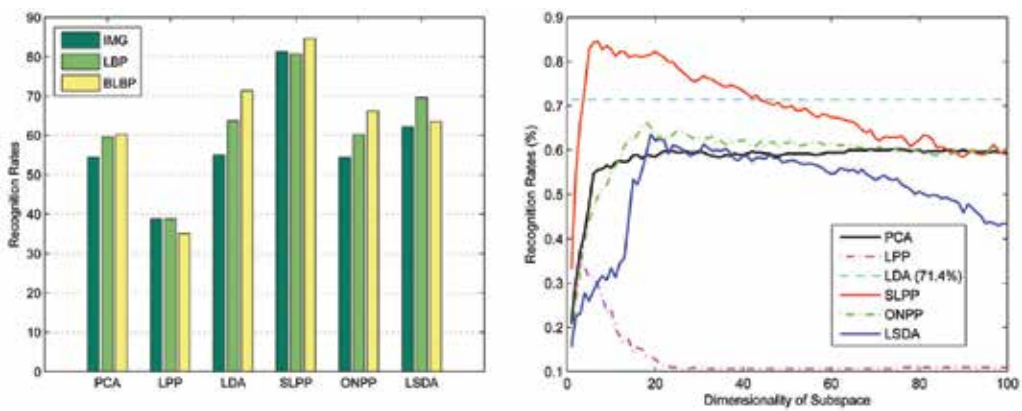 90
80
70
60
50
40
30
20
10
0
Recognition Rates
IMG
LBP
BLBP
PCA LPP LDA SLPP ONPP LSDA
0.9
0.8
0.7
0.6
0.5
0.4
0.3
0.2
0.1
Recognition Rates (%)
PCA
LPP
LDA (71.4%)
SLPP
ONPP
LSDA
0 20 40 60 80 100
Dimensionality of Subspace